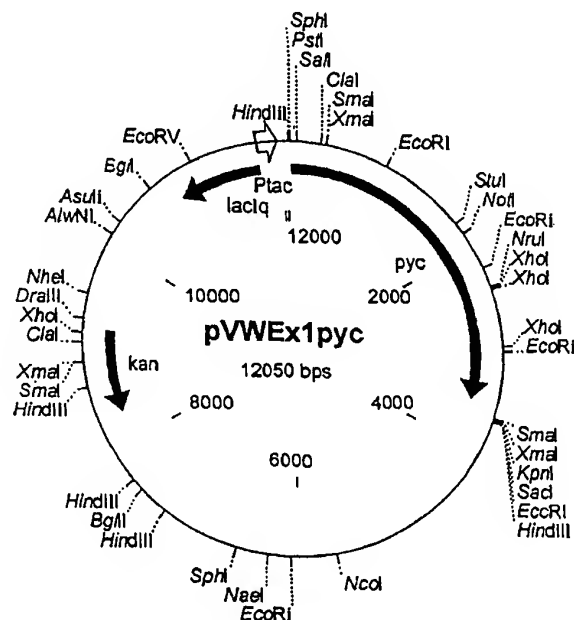 SphI
PstI
SalI
ClaI
SmaI
XmaI
HindIII
EcoRV
EcoRI
BglI
StuI
NotI
AsuII
AlwNI
Ptac
lacIq
12000
EcoRI
NruI
XhoI
XhoI
pyc
NheI
10000
2000
DraIII
XhoI
ClaI
pVWEx1pyc
XhoI
EcoRI
kan
12050 bps
XmaI
SmaI
HindIII
8000
4000
SmaI
XmaI
KpnI
SacI
EccRI
HindIII
6000
HindIII
BglII
HindIII
SphI
NaeI
EcoRI
NcoI